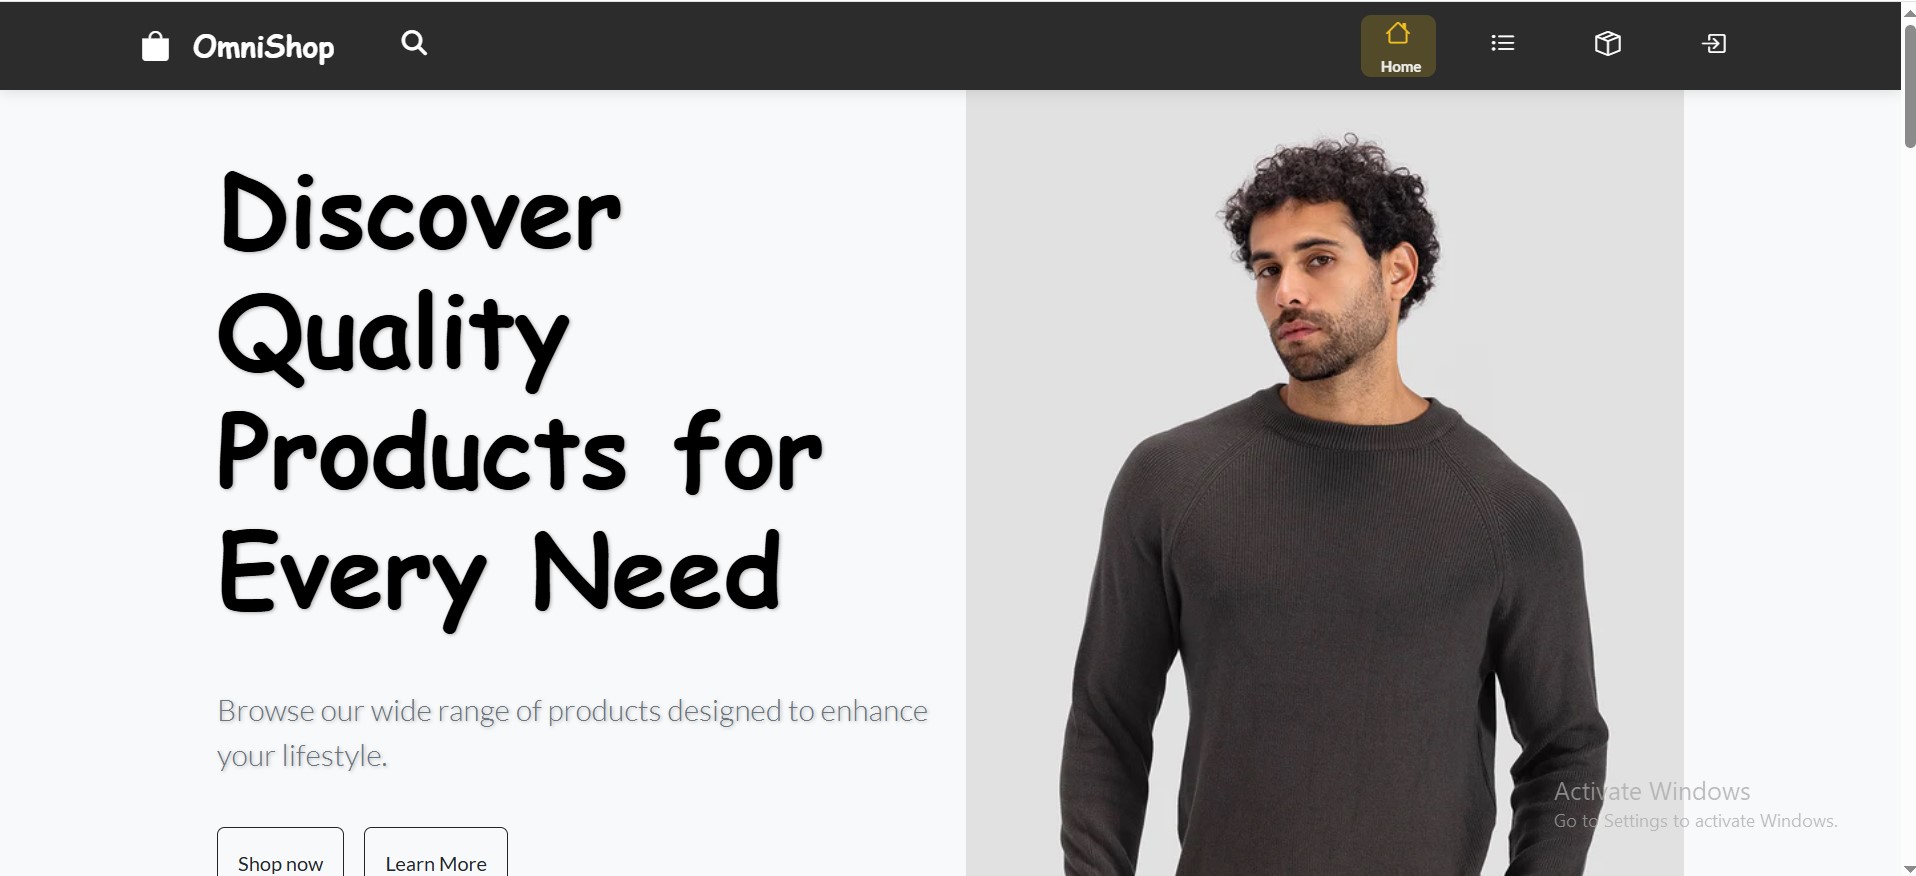 OmniShop
Home
Discover
Quality
Products for
Every Need
Browse our wide range of products designed to enhance
your lifestyle.
Shop now
Learn More
Activate Windows
Go to Settings to activate Windows.